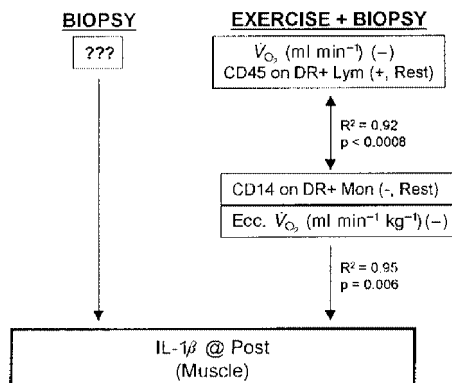 BIOPSY
???
EXERCISE + BIOPSY
V̇O₂ (ml min⁻¹) (−)
CD45 on DR+ Lym (+, Rest)
R² = 0.92
p < 0.0008
CD14 on DR+ Mon (-, Rest)
Ecc. V̇O₂ (ml min⁻¹ kg⁻¹) (−)
R² = 0.95
p = 0.006
IL-1β @ Post
(Muscle)